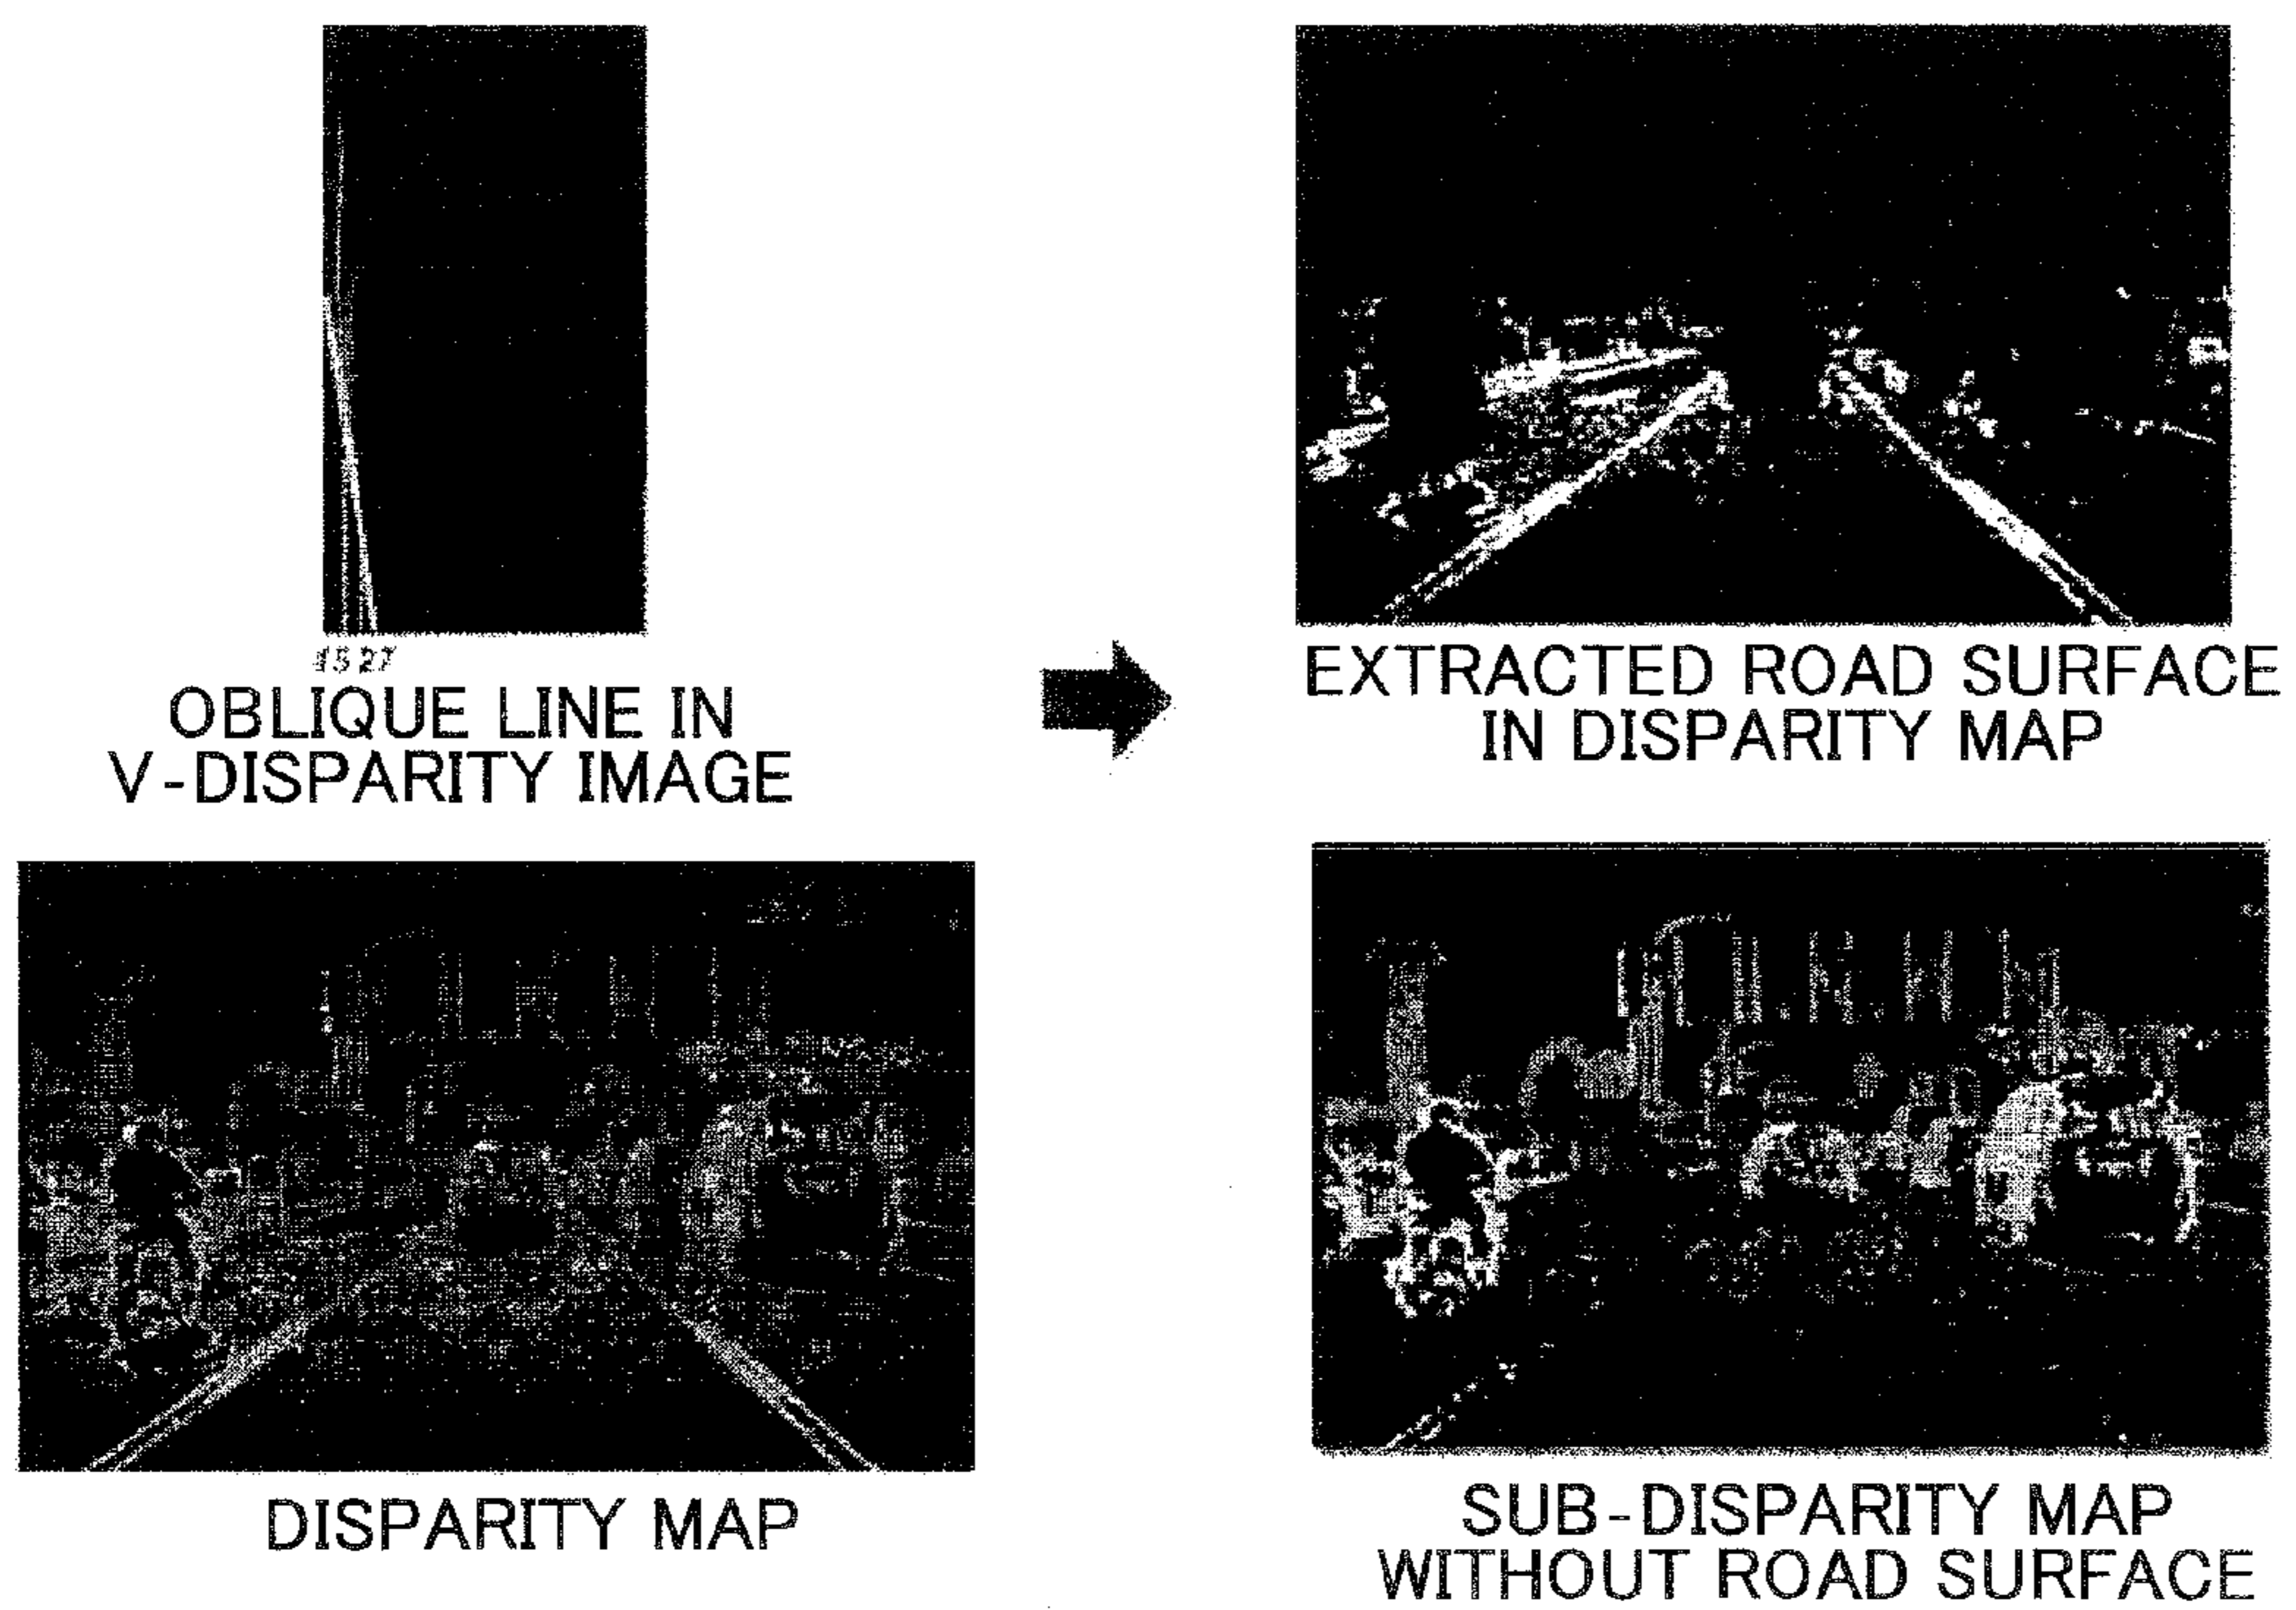 4527
OBLIQUE LINE IN
V-DISPARITY IMAGE
EXTRACTED ROAD SURFACE
IN DISPARITY MAP
DISPARITY MAP
SUB-DISPARITY MAP
WITHOUT ROAD SURFACE